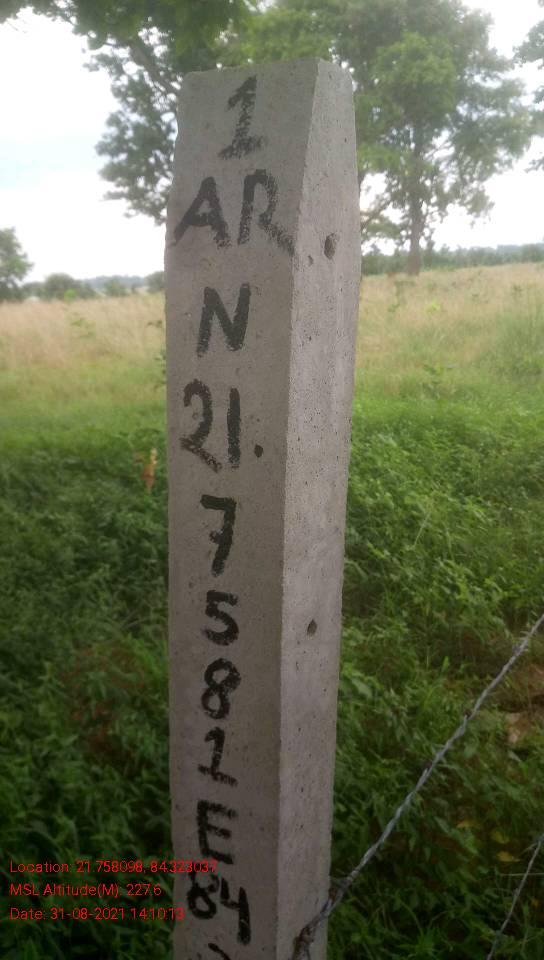 1
AR
N
21.
7
5
8
1
E
84
Location: 21.758098, 84.323037
MSL Altitude(M): 227.6
Date: 31-08-2021 14:10:13